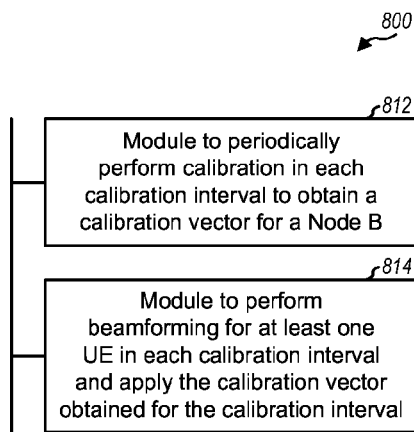 800
812
Module to periodically
perform calibration in each
calibration interval to obtain a
calibration vector for a Node B
814
Module to perform
beamforming for at least one
UE in each calibration interval
and apply the calibration vector
obtained for the calibration interval